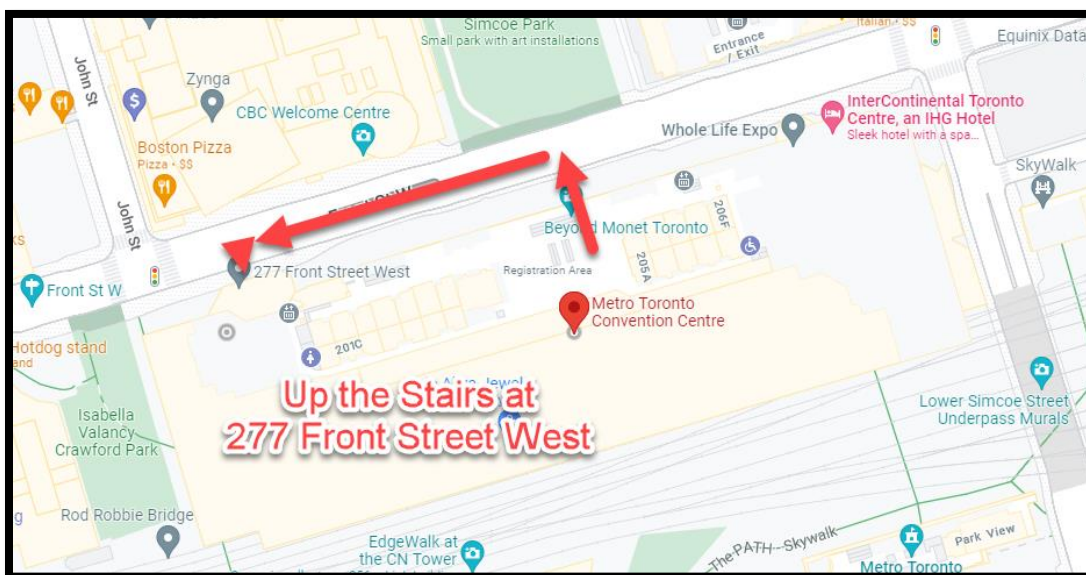 Simcoe Park
Small park with art installations
Italian · $$
Entrance
/ Exit
Equinix Data
John St
Zynga
CBC Welcome Centre
InterContinental Toronto
Centre, an IHG Hotel
Sleek hotel with a spa...
Whole Life Expo
Boston Pizza
Pizza · $$
SkyWalk
John St
206F
Beyond Monet Toronto
277 Front Street West
Registration Area
205A
Front St W
Metro Toronto
Convention Centre
Hotdog stand
and
201C
Up the Stairs at
277 Front Street West
Isabella
Valancy
Crawford Park
Lower Simcoe Street
Underpass Murals
Rod Robbie Bridge
EdgeWalk at
the CN Tower
The PATH--Skywalk
Park View
Metro Toronto